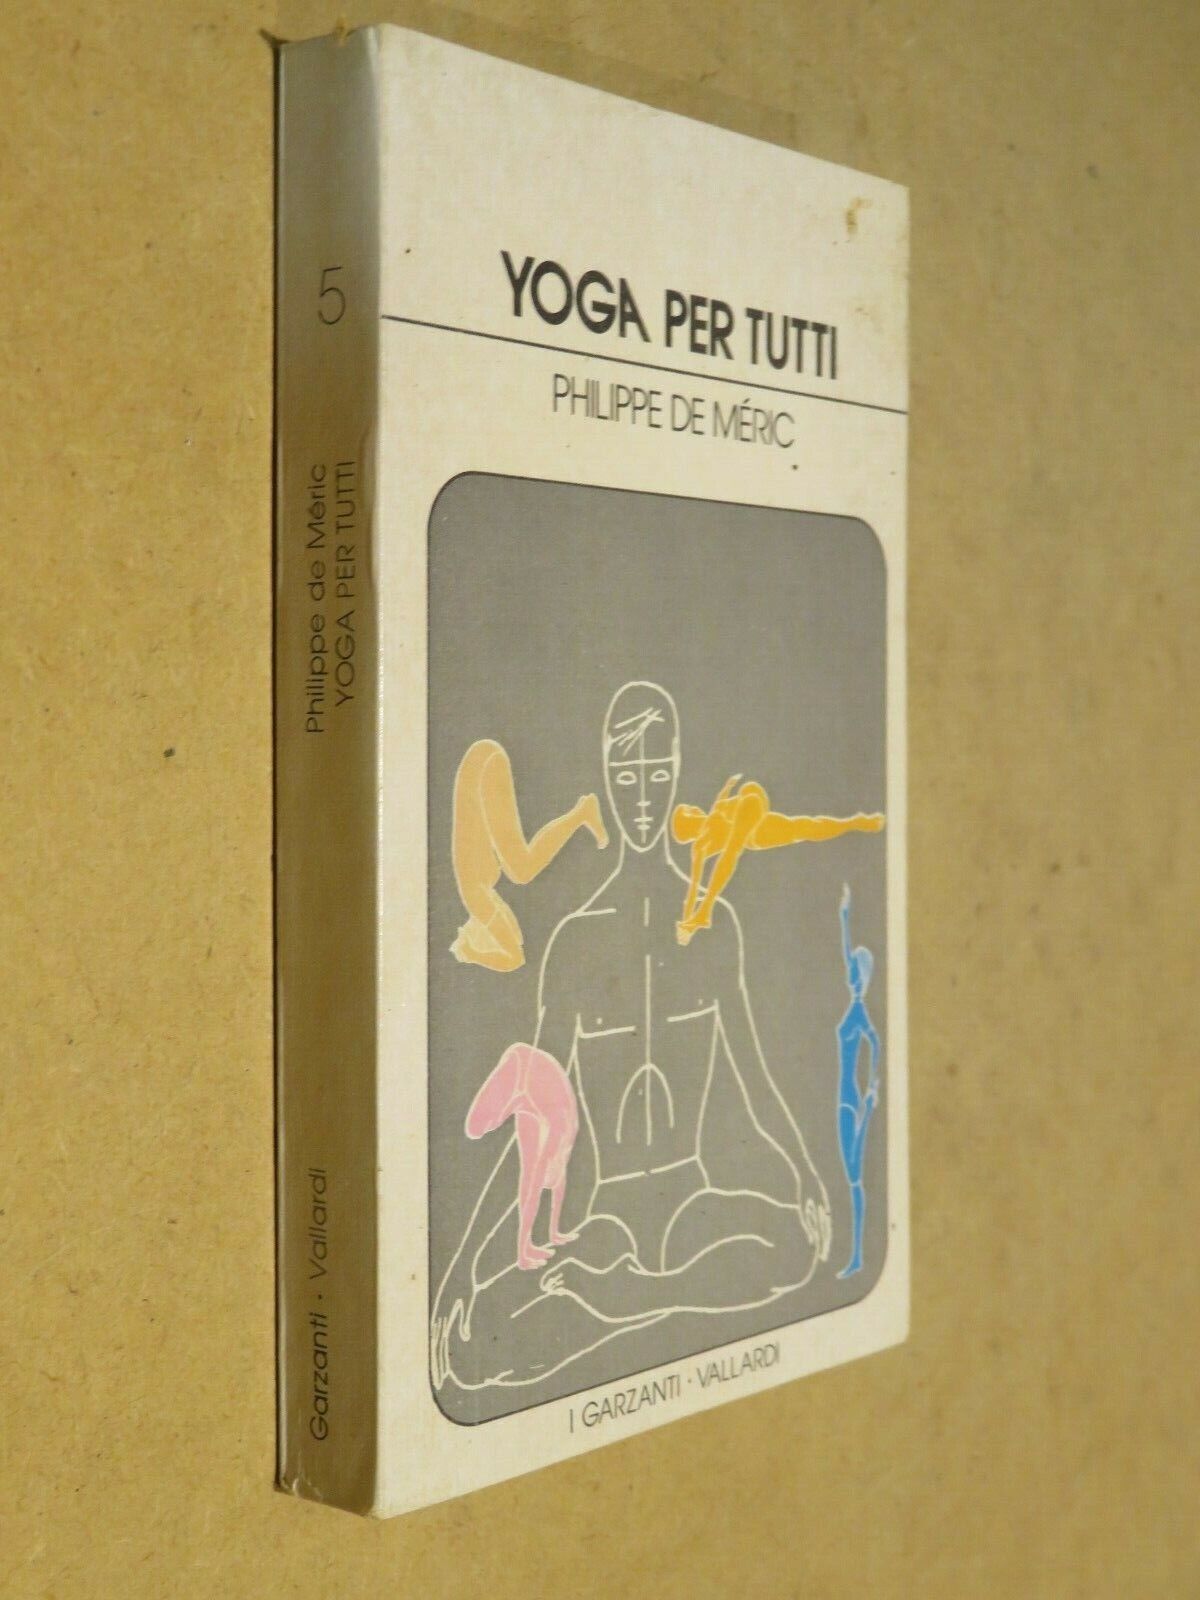 YOGA PER TUTTI
PHILIPPE DE MÉRIC
I GARZANTI · VALLARDI
5
Philippe de Méric
YOGA PER TUTTI
Garzanti · Vallardi